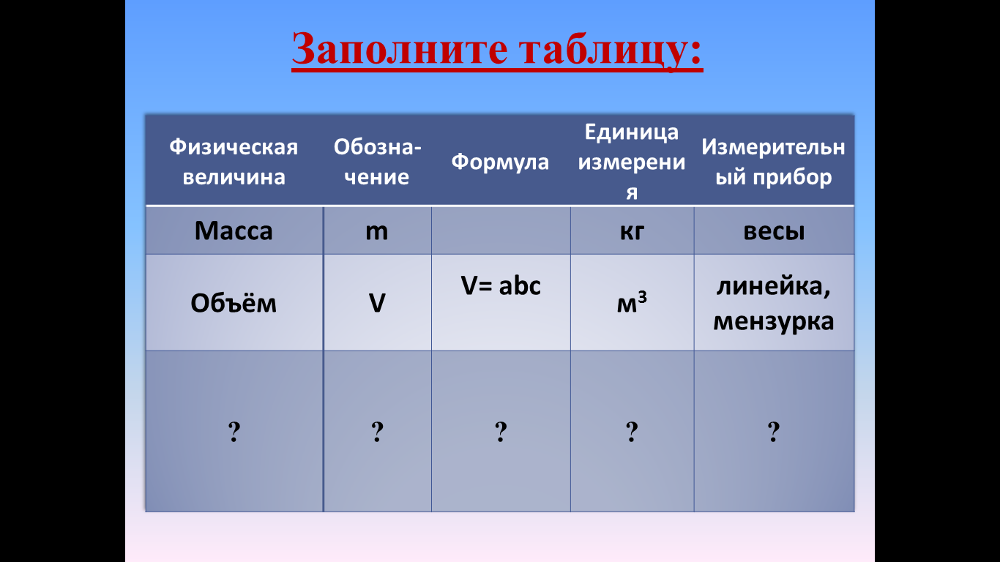 Заполните таблицу:
Физическая
величина
Обозна-
чение
Формула
Единица
измерени
я
Измерительн
ый прибор
Масса
m
кг
весы
Объём
V
V= abc
м³
линейка,
мензурка
?
?
?
?
?